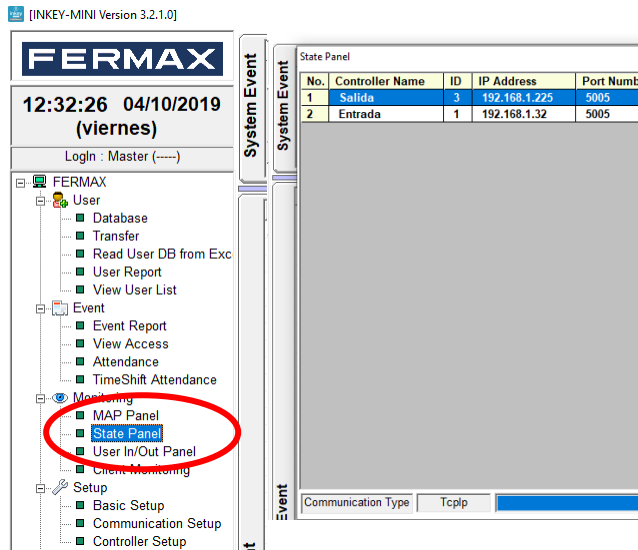 [INKEY-MINI Version 3.2.1.0]
FERMAX
12:32:26 04/10/2019
(viernes)
LogIn : Master (-----)
FERMAX
User
Database
Transfer
Read User DB from Exc
User Report
View User List
Event
Event Report
View Access
Attendance
TimeShift Attendance
Monitoring
MAP Panel
State Panel
User In/Out Panel
Client Monitoring
Setup
Basic Setup
Communication Setup
Controller Setup
System Event
System Event
Event
State Panel
No. Controller Name ID IP Address Port Numb
1 Salida 3 192.168.1.225 5005
2 Entrada 1 192.168.1.32 5005
Communication Type TcpIp